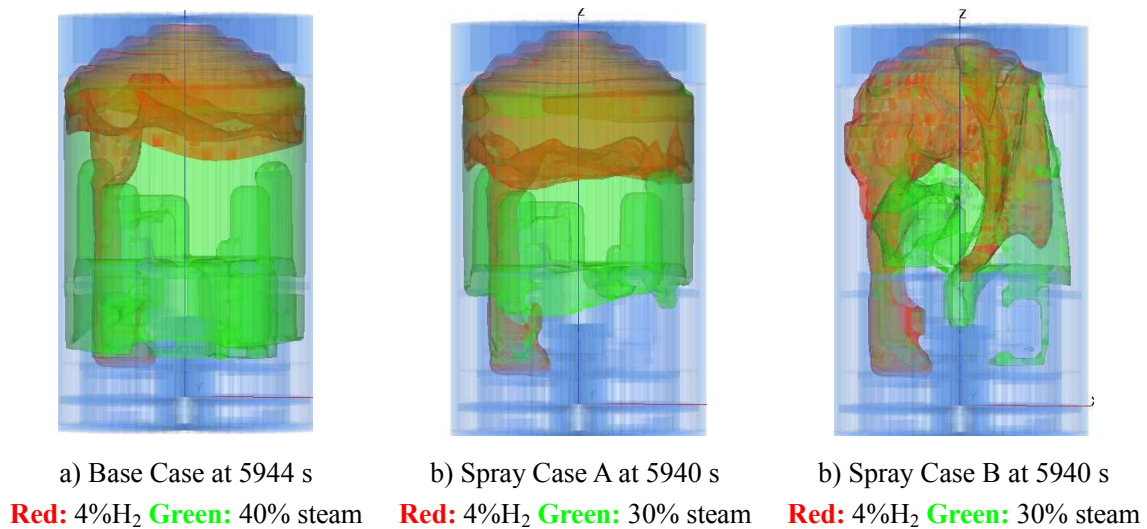 Z
Z
X
a) Base Case at 5944 s
b) Spray Case A at 5940 s
b) Spray Case B at 5940 s
Red: 4%H₂ Green: 40% steam
Red: 4%H₂ Green: 30% steam
Red: 4%H₂ Green: 30% steam